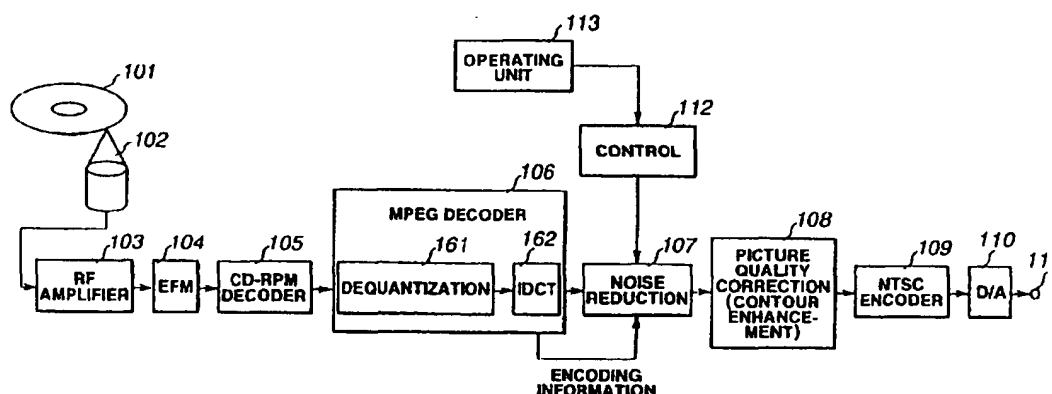 113
OPERATING
UNIT
101
102
112
CONTROL
106
MPEG DECODER
103
RF
AMPLIFIER
104
EFM
105
CD-RPM
DECODER
161
DEQUANTIZATION
162
IDCT
107
NOISE
REDUCTION
108
PICTURE
QUALITY
CORRECTION
(CONTOUR
ENHANCE-
MENT)
109
NTSC
ENCODER
110
D/A
11
ENCODING
INFORMATION